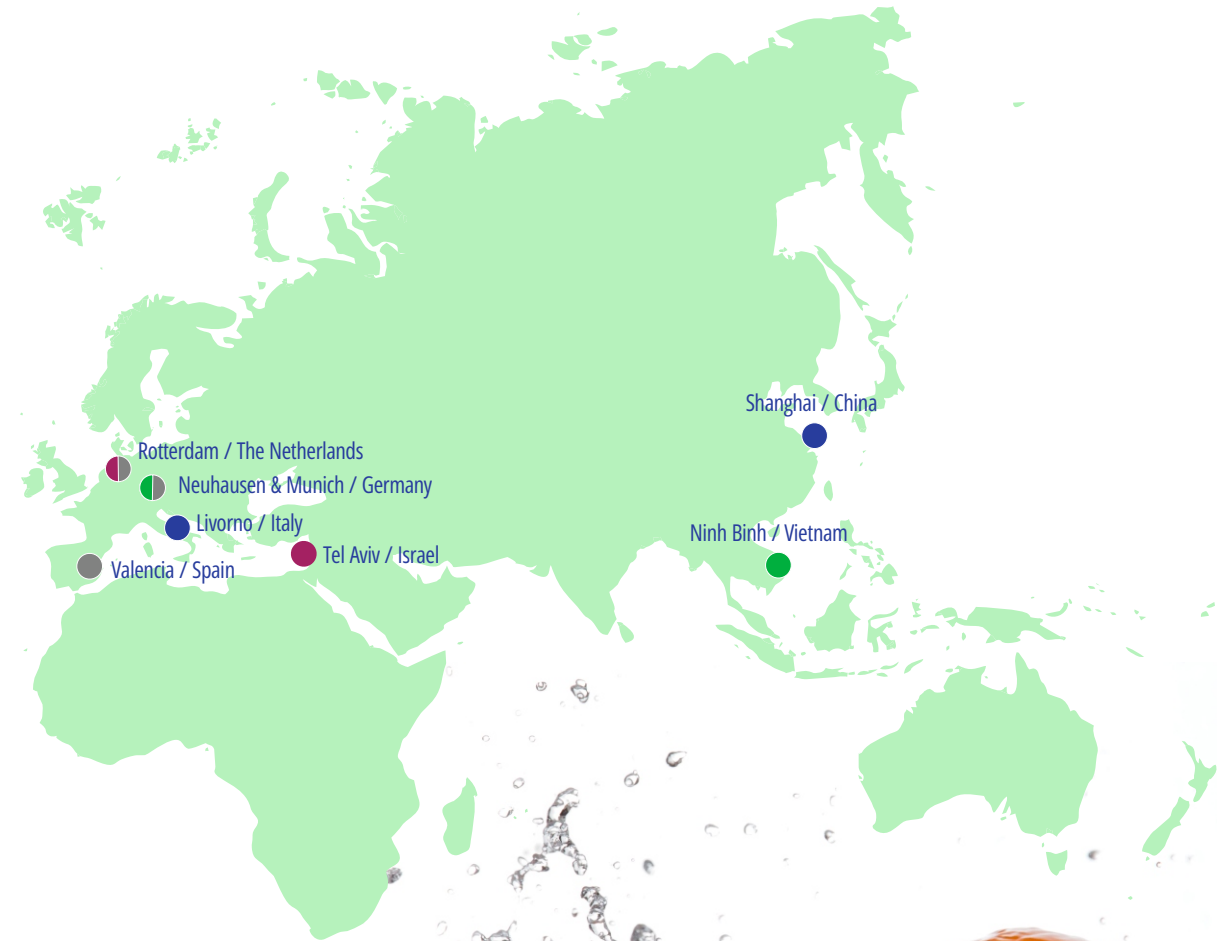 Shanghai / China
Rotterdam / The Netherlands
Neuhausen & Munich / Germany
Livorno / Italy
Ninh Binh / Vietnam
Tel Aviv / Israel
Valencia / Spain